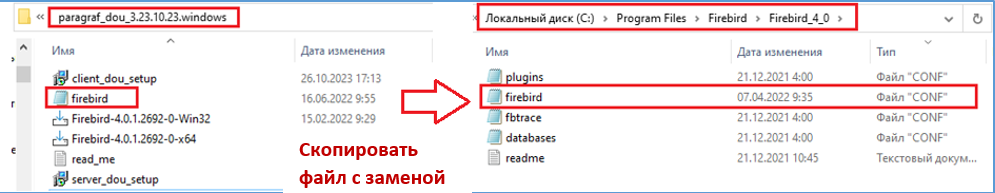 « paragraf_dou_3.23.10.23.windows
Имя Дата изменения
client_dou_setup 26.10.2023 17:13
firebird 16.06.2022 9:55
Firebird-4.0.1.2692-0-Win32 15.02.2022 9:29
Firebird-4.0.1.2692-0-x64
read_me
server_dou_setup
Скопировать
файл с заменой
Локальный диск (C:) > Program Files > Firebird > Firebird_4_0 >
Имя Дата изменения Тип
plugins 21.12.2021 4:00 Файл "CONF"
firebird 07.04.2022 9:35 Файл "CONF"
fbtrace 21.12.2021 4:00 Файл "CONF"
databases 21.12.2021 4:00 Файл "CONF"
readme 21.12.2021 10:45 Текстовый докум...